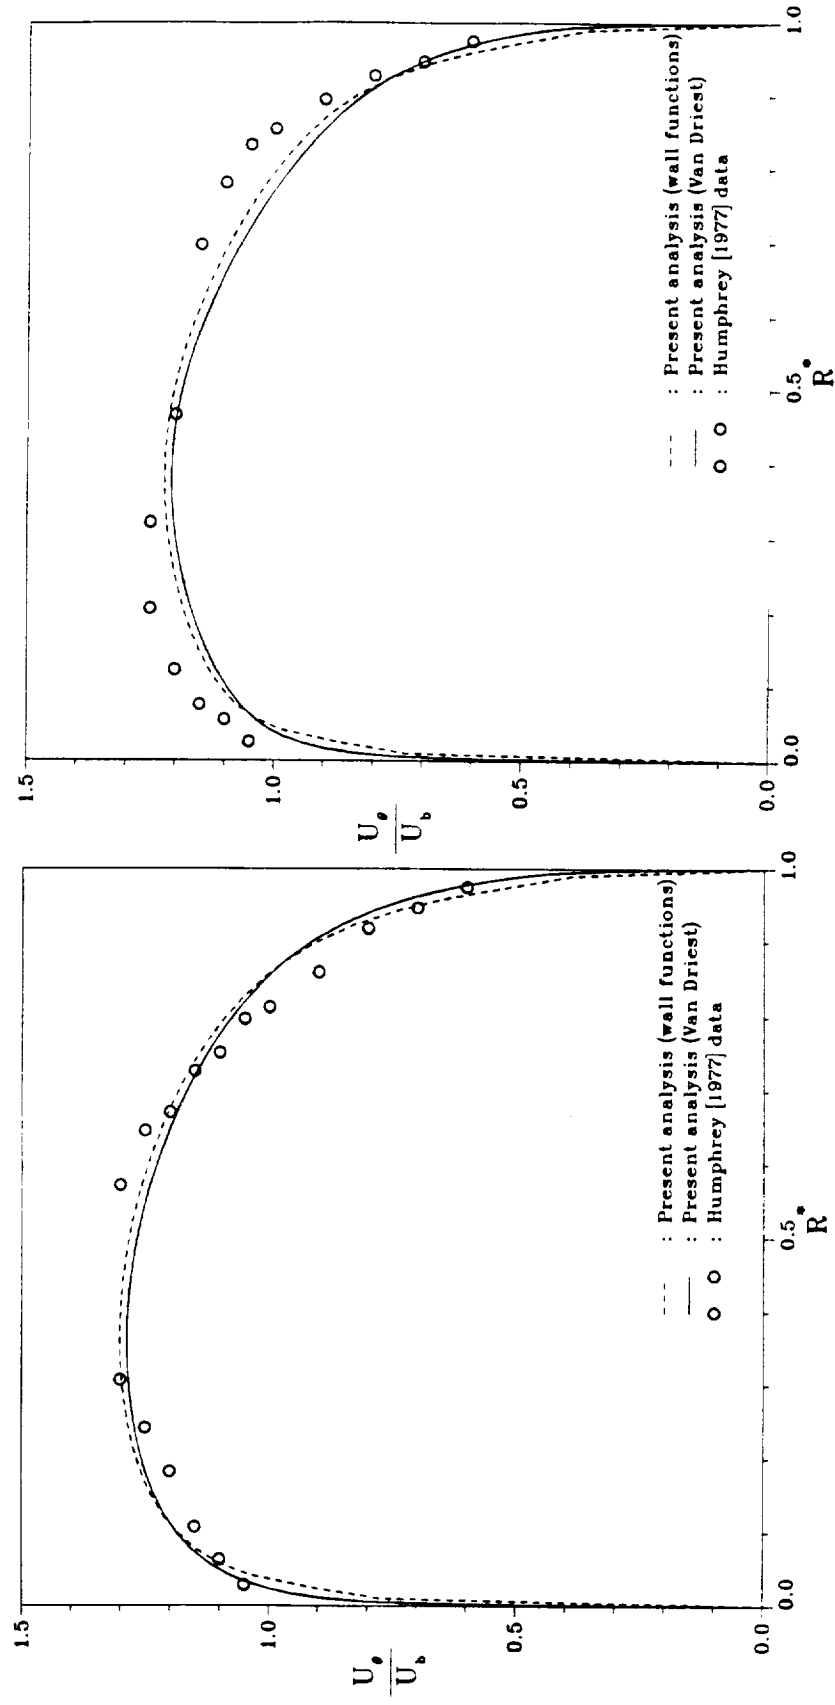 1.5
1.0
0.5
0.0
U_θ
U_b
0.0
0.5
1.0
R*
: Present analysis (wall functions)
: Present analysis (Van Driest)
: Humphrey [1977] data
1.5
1.0
0.5
0.0
U_θ
U_b
0.0
0.5
1.0
R*
: Present analysis (wall functions)
: Present analysis (Van Driest)
: Humphrey [1977] data